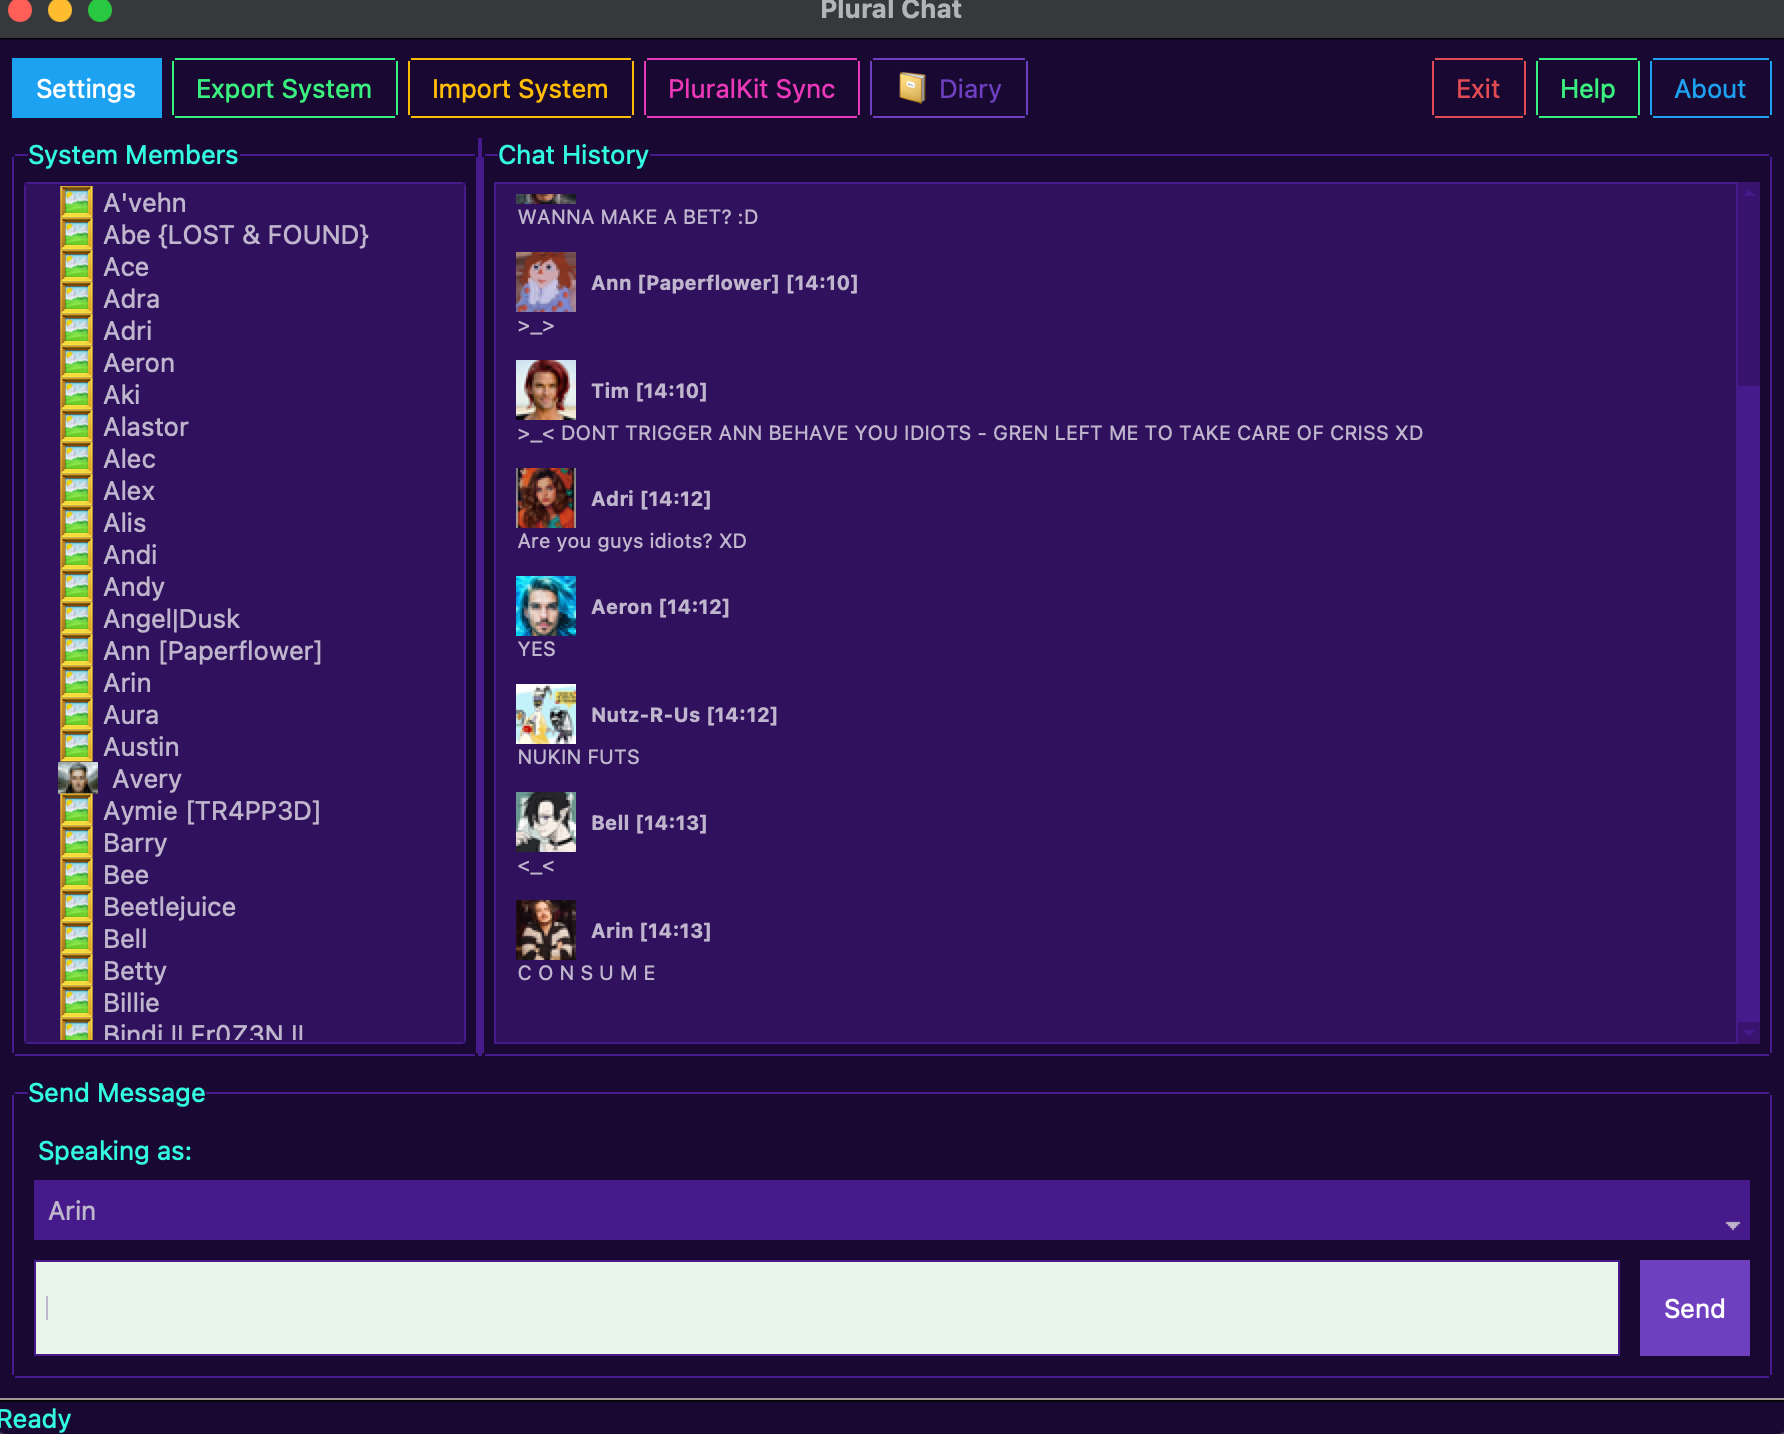 Plural Chat
Settings
Export System
Import System
PluralKit Sync
Diary
Exit
Help
About
System Members
A'vehn
Abe {LOST & FOUND}
Ace
Adra
Adri
Aeron
Aki
Alastor
Alec
Alex
Alis
Andi
Andy
Angel|Dusk
Ann [Paperflower]
Arin
Aura
Austin
Avery
Aymie [TR4PP3D]
Barry
Bee
Beetlejuice
Bell
Betty
Billie
Bindi || Fr0Z3N ||
Chat History
WANNA MAKE A BET? :D
Ann [Paperflower] [14:10]
>_>
Tim [14:10]
>_< DONT TRIGGER ANN BEHAVE YOU IDIOTS - GREN LEFT ME TO TAKE CARE OF CRISS XD
Adri [14:12]
Are you guys idiots? XD
Aeron [14:12]
YES
Nutz-R-Us [14:12]
NUKIN FUTS
Bell [14:13]
<_<
Arin [14:13]
C O N S U M E
Send Message
Speaking as:
Arin
Send
Ready